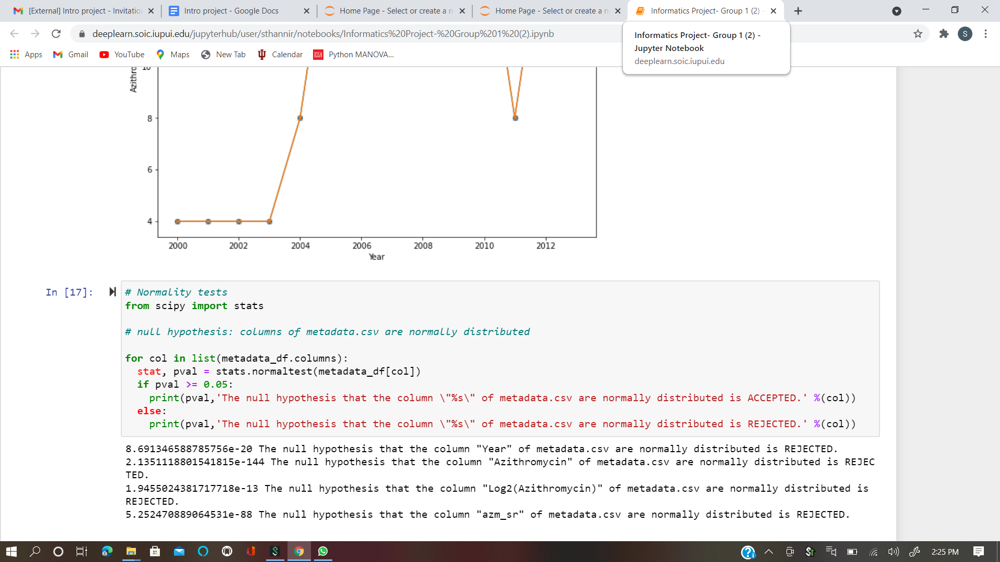 [External] Intro project - Invitatio
Intro project - Google Docs
Home Page - Select or create a n
Home Page - Select or create a n
Informatics Project- Group 1 (2) -
deeplearn.soic.iupui.edu/jupyterhub/user/sthannir/notebooks/Informatics%20Project-%20Group%201%20(2).ipynb
S
Informatics Project- Group 1 (2) -
Jupyter Notebook
deeplearn.soic.iupui.edu
Apps
Gmail
YouTube
Maps
New Tab
Calendar
Python MANOVA...
Azithro
10
8
6
4
2000 2002 2004 2006 2008 2010 2012
Year
In [17]:
# Normality tests
from scipy import stats
# null hypothesis: columns of metadata.csv are normally distributed
for col in list(metadata_df.columns):
stat, pval = stats.normaltest(metadata_df[col])
if pval >= 0.05:
print(pval,'The null hypothesis that the column \"%s\" of metadata.csv are normally distributed is ACCEPTED.' %(col))
else:
print(pval,'The null hypothesis that the column \"%s\" of metadata.csv are normally distributed is REJECTED.' %(col))
8.691346588785756e-20 The null hypothesis that the column "Year" of metadata.csv are normally distributed is REJECTED.
2.1351118801541815e-144 The null hypothesis that the column "Azithromycin" of metadata.csv are normally distributed is REJEC
TED.
1.9455024381717718e-13 The null hypothesis that the column "Log2(Azithromycin)" of metadata.csv are normally distributed is
REJECTED.
5.252470889064531e-88 The null hypothesis that the column "azm_sr" of metadata.csv are normally distributed is REJECTED.
2:25 PM